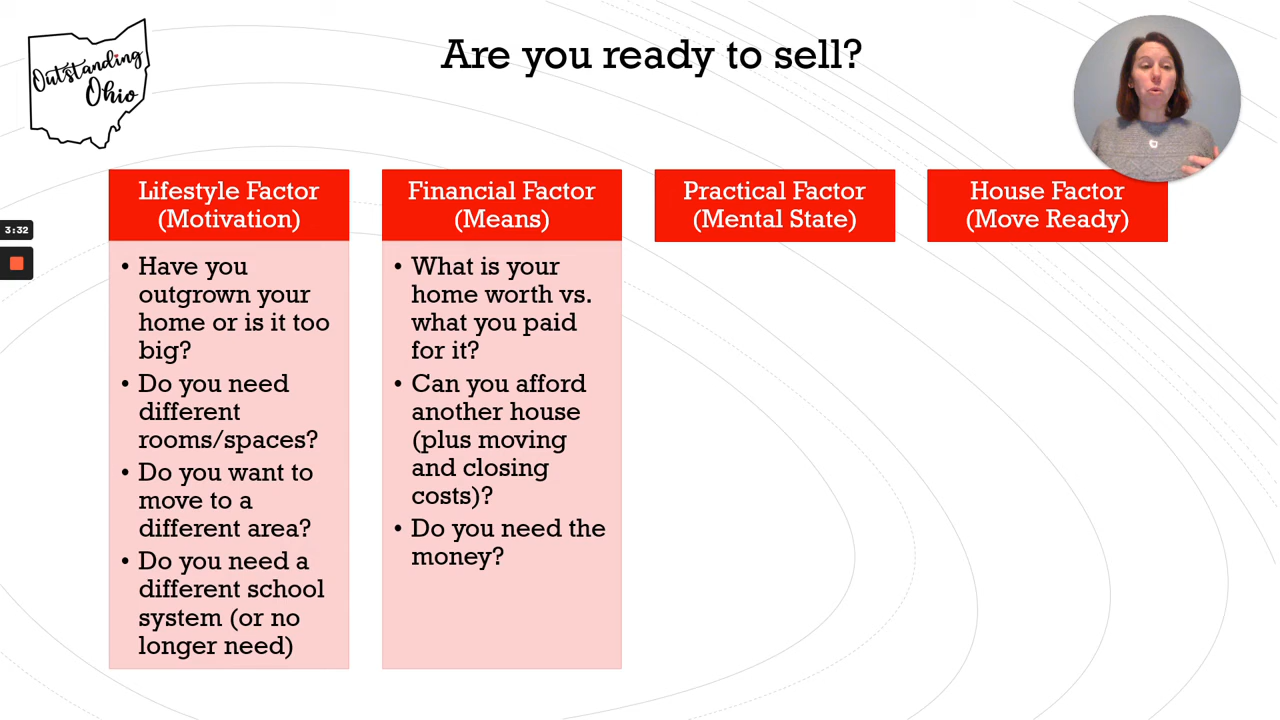 Outstanding
Ohio
Are you ready to sell?
Lifestyle Factor
(Motivation)
• Have you
outgrown your
home or is it too
big?
• Do you need
different
rooms/spaces?
• Do you want to
move to a
different area?
• Do you need a
different school
system (or no
longer need)
Financial Factor
(Means)
• What is your
home worth vs.
what you paid
for it?
• Can you afford
another house
(plus moving
and closing
costs)?
• Do you need the
money?
Practical Factor
(Mental State)
House Factor
(Move Ready)
3:32